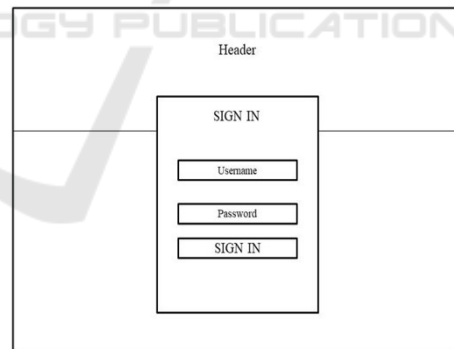 OGY PUBLICATION
Header
SIGN IN
Username
Password
SIGN IN